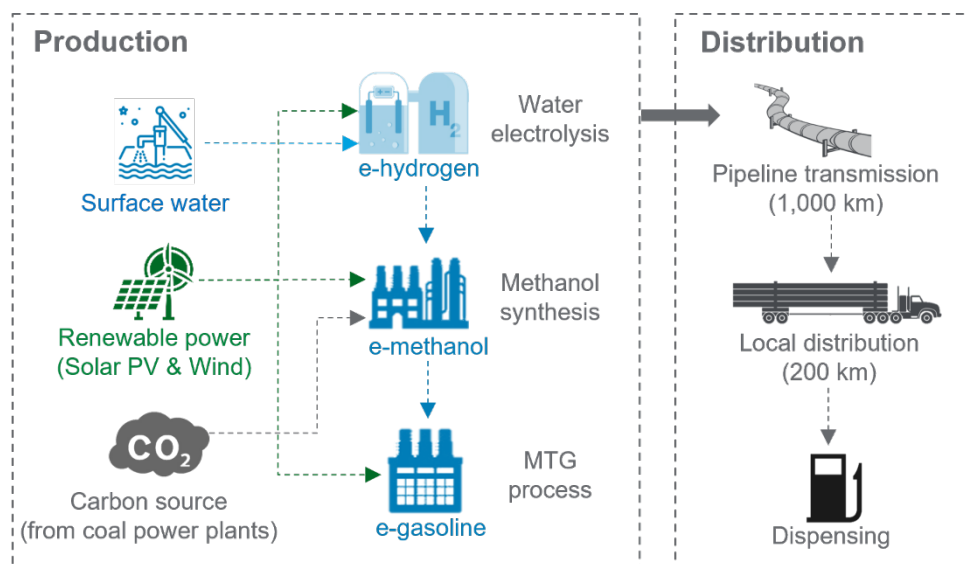 Production
Surface water
Renewable power
(Solar PV & Wind)
CO2
Carbon source
(from coal power plants)
H2
e-hydrogen
Water
electrolysis
e-methanol
Methanol
synthesis
e-gasoline
MTG
process
Distribution
Pipeline transmission
(1,000 km)
Local distribution
(200 km)
Dispensing